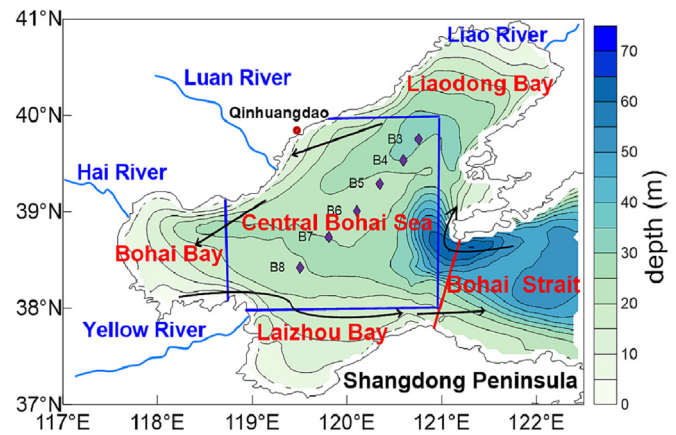 41°N
40°N
39°N
38°N
37°N
117°E
118°E
119°E
120°E
121°E
122°E
Liao River
Luan River
Liaodong Bay
Qinhuangdao
Hai River
B3
B4
B5
B6
Central Bohai Sea
B7
Bohai Bay
B8
Bohai Strait
Yellow River
Laizhou Bay
Shangdong Peninsula
70
60
50
40
30
20
10
0
depth (m)